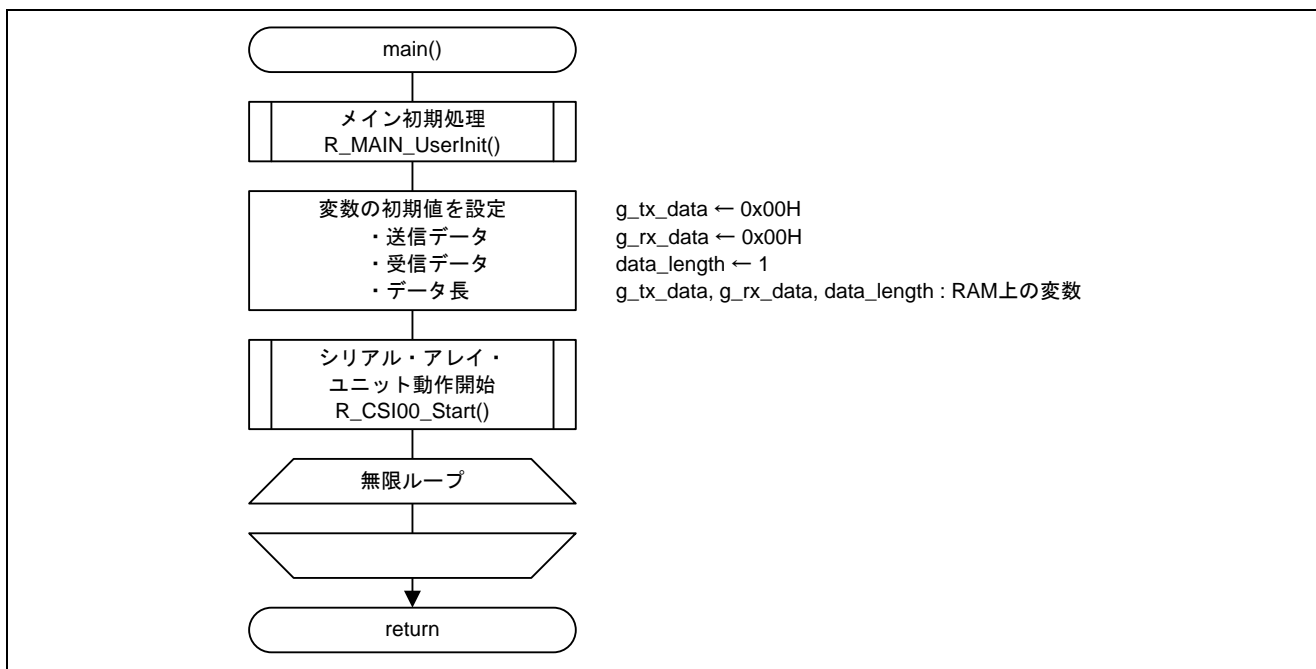 main()
メイン初期処理
R_MAIN_UserInit()
変数の初期値を設定
・送信データ
・受信データ
・データ長
g_tx_data ← 0x00H
g_rx_data ← 0x00H
data_length ← 1
g_tx_data, g_rx_data, data_length : RAM上の変数
シリアル・アレイ・
ユニット動作開始
R_CSI00_Start()
無限ループ
return